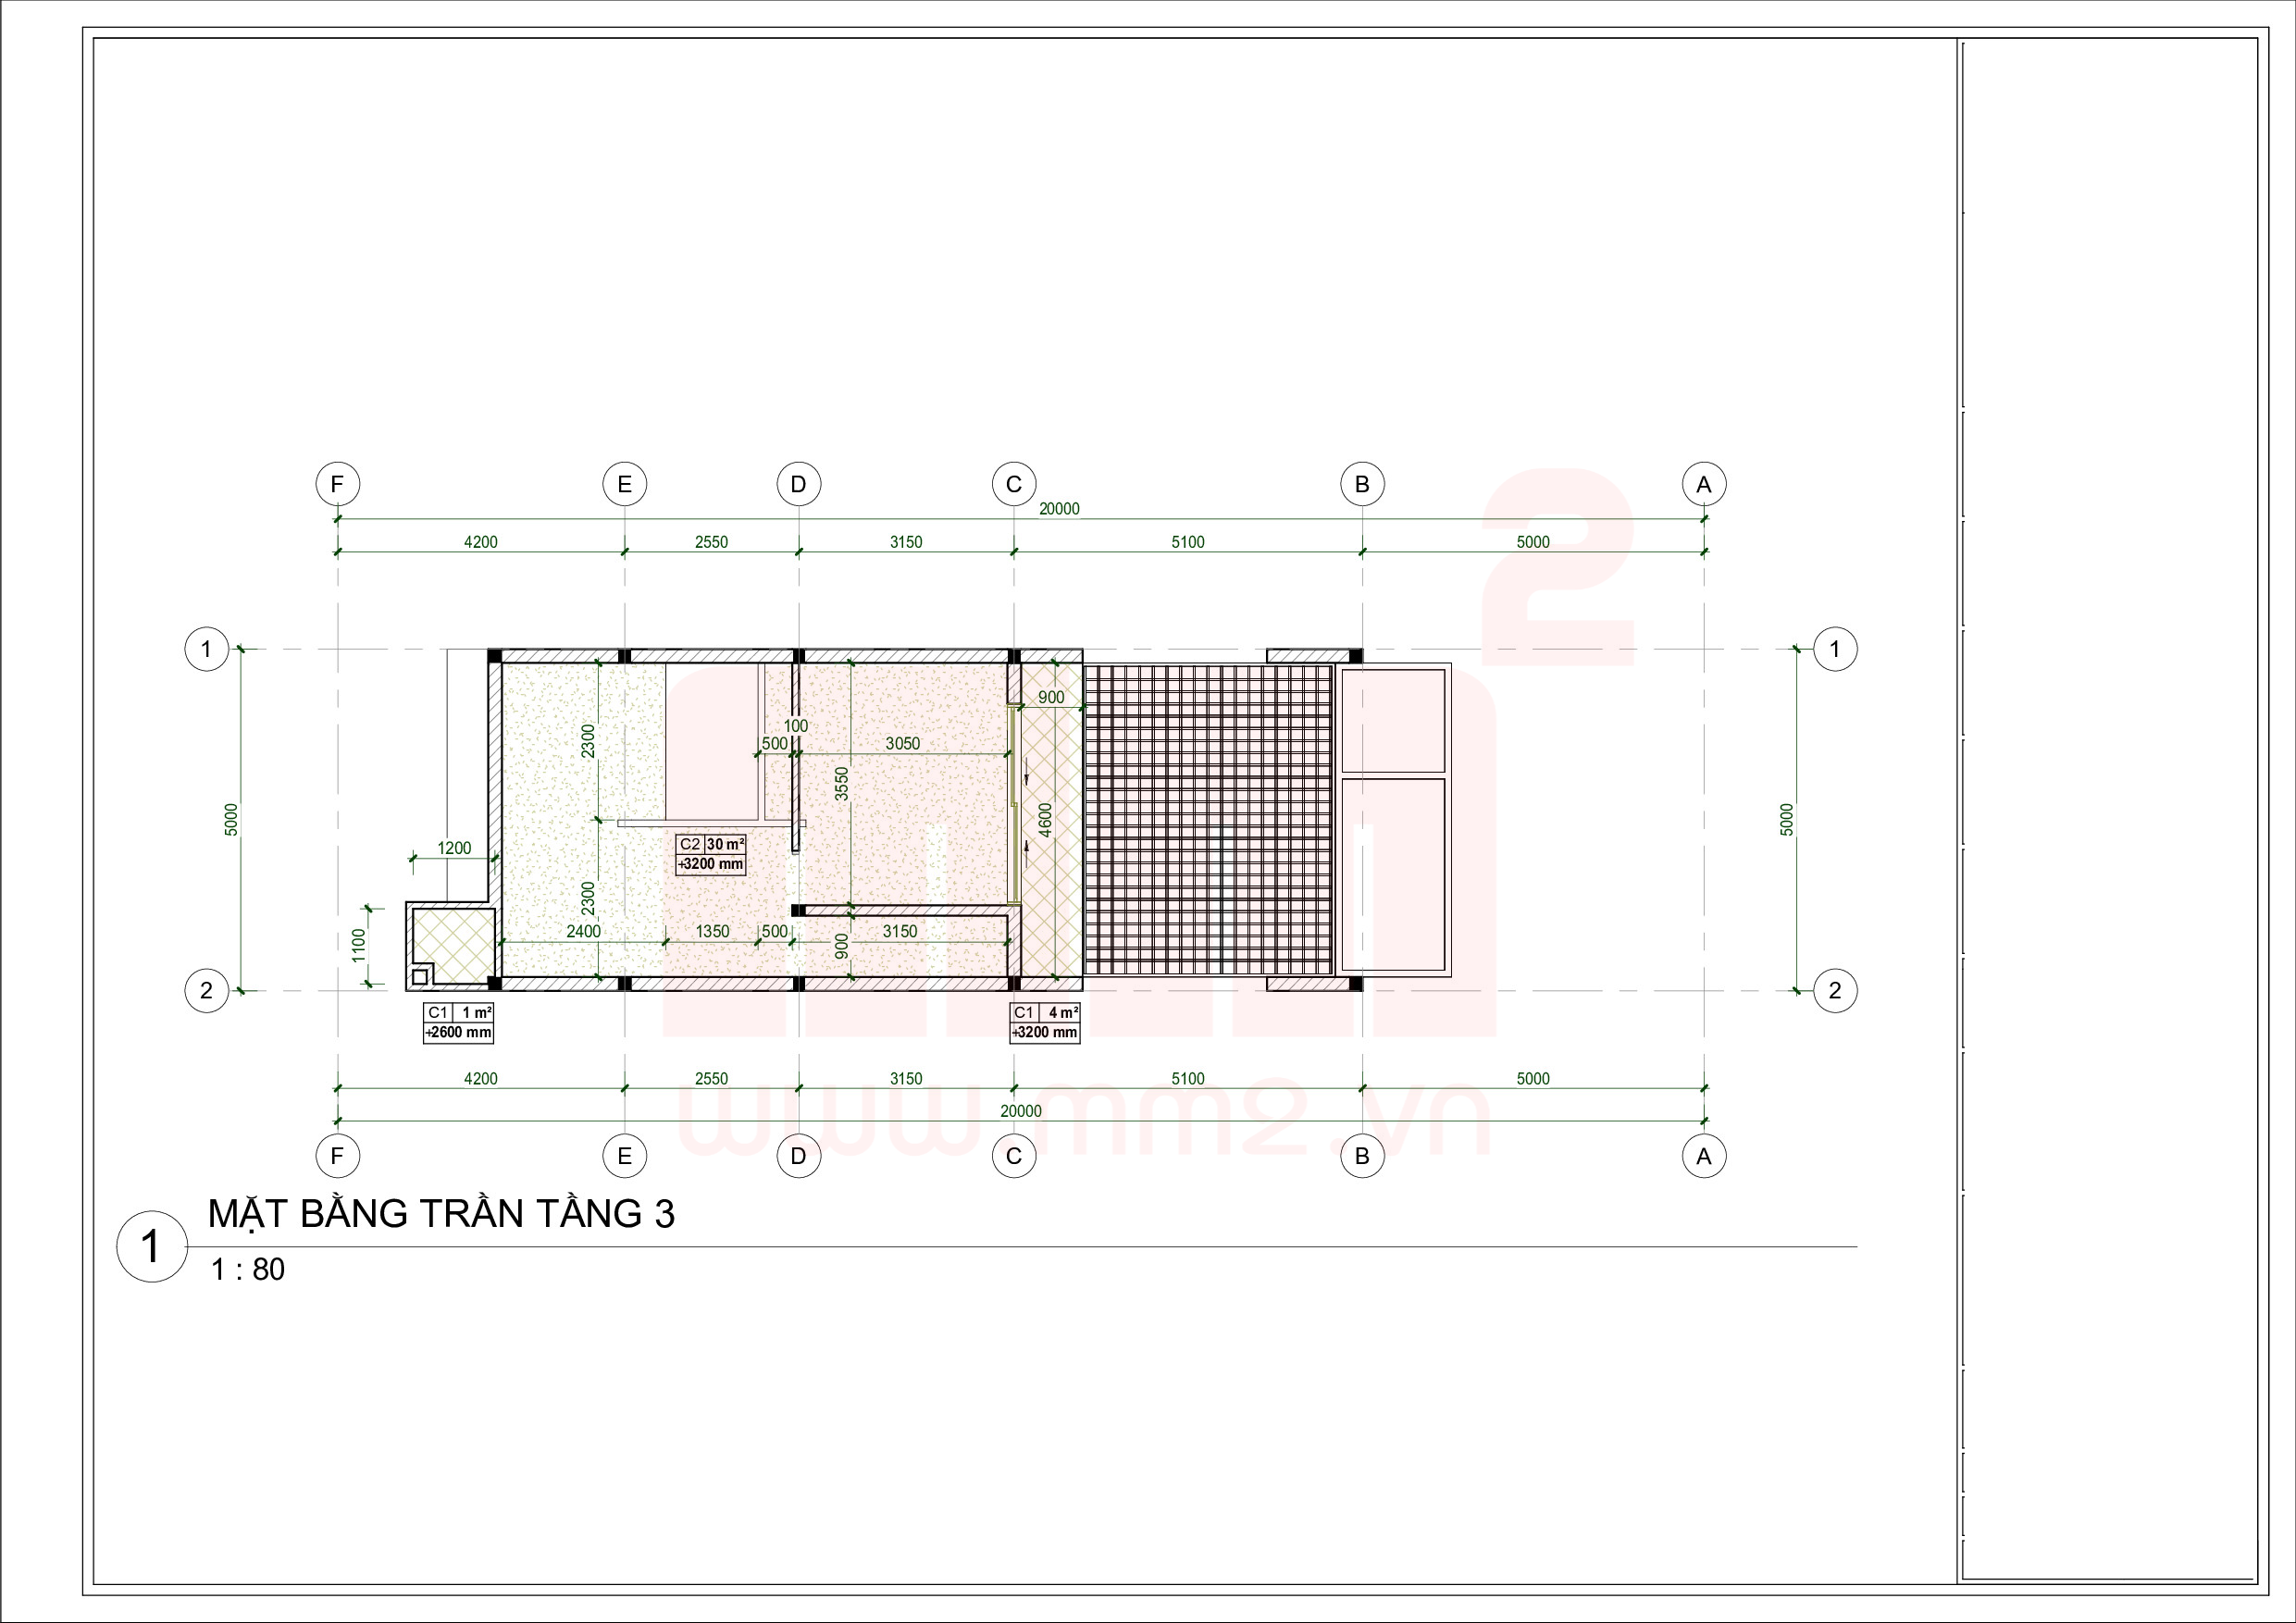 F E D C B A
20000
4200 2550 3150 5100 5000
1 1
900
100
2300 500 3050
3550
5000 4600 5000
C2 30 m²
+3200 mm
1200
2300
2400 1350 500 3150
1100 900
2 2
C1 1 m²
+2600 mm
C1 4 m²
+3200 mm
4200 2550 3150 5100 5000
20000
F E D C B A
mm2
www.mm2.vn
1 MẶT BẰNG TRẦN TẦNG 3
1 : 80